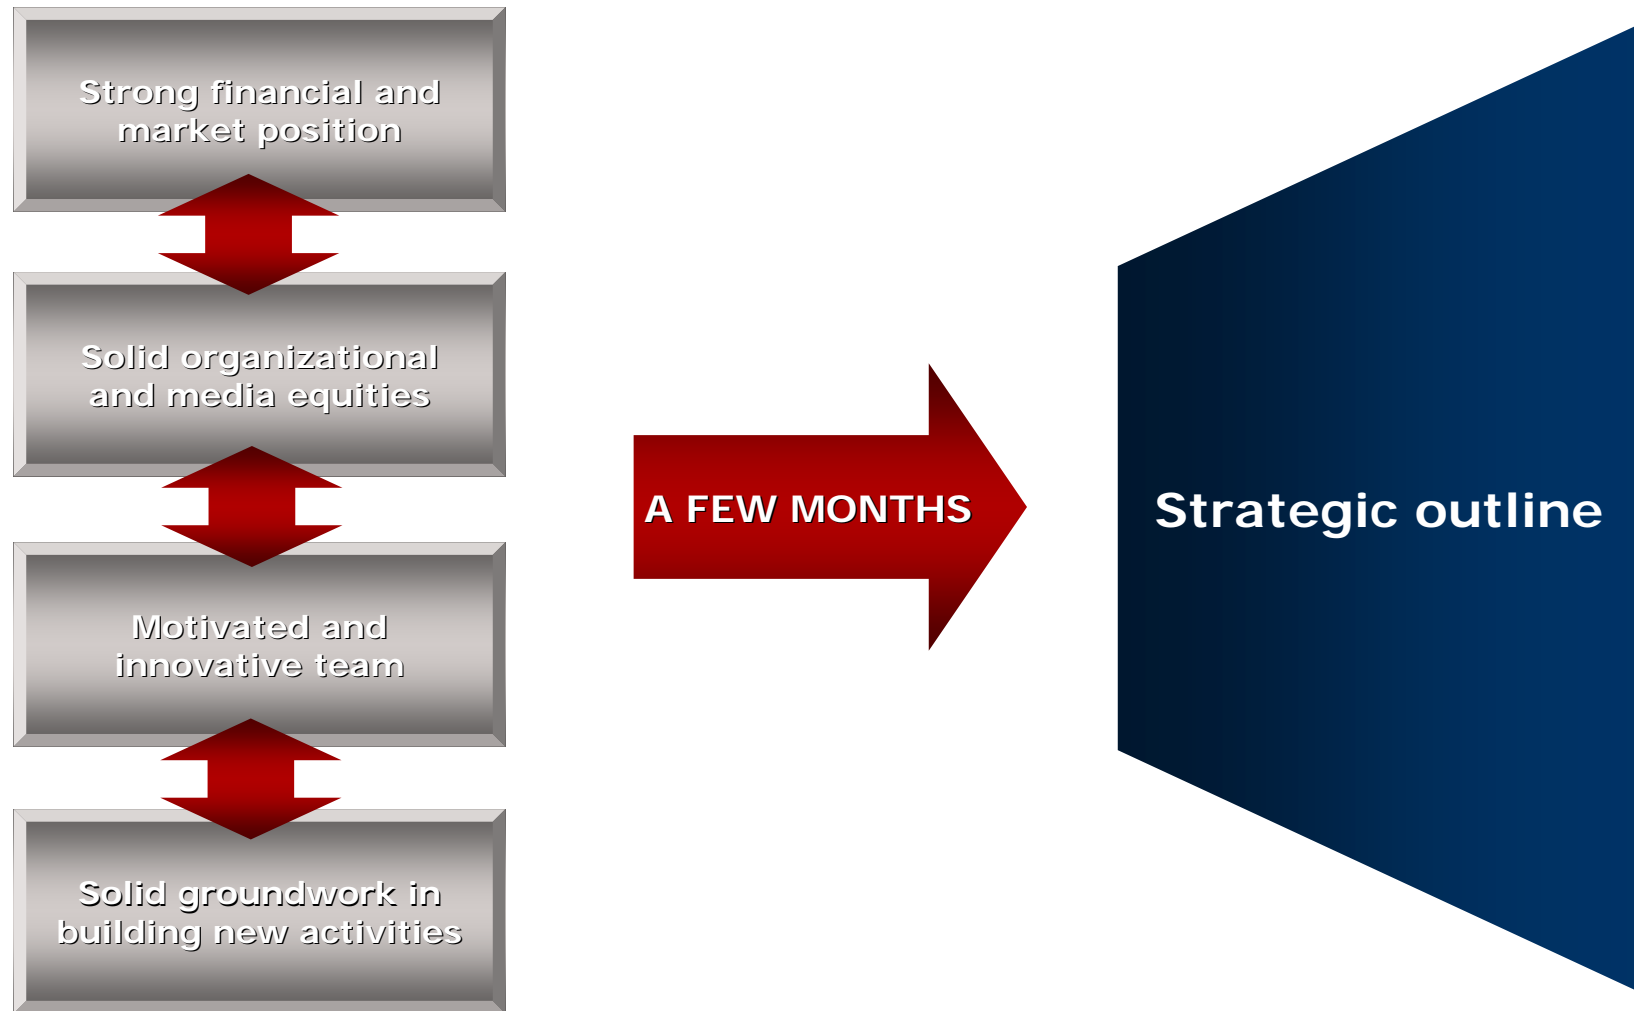 Strong financial and
market position
Solid organizational
and media equities
Motivated and
innovative team
Solid groundwork in
building new activities
A FEW MONTHS
Strategic outline